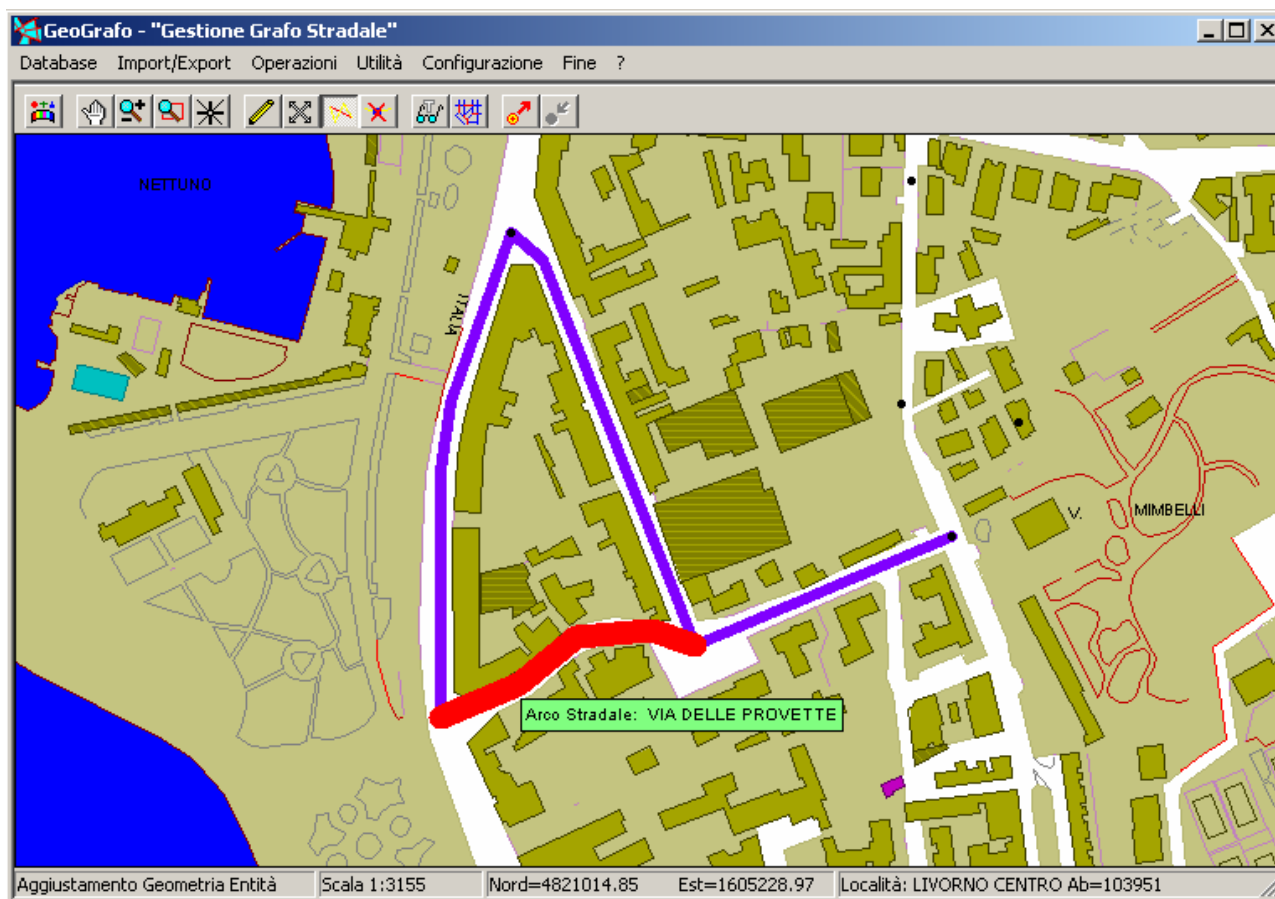 GeoGrafo - "Gestione Grafo Stradale"
Database Import/Export Operazioni Utilità Configurazione Fine ?
NETTUNO
ITALIA
V. MIMBELLI
Arco Stradale: VIA DELLE PROVETTE
Aggiustamento Geometria Entità Scala 1:3155 Nord=4821014.85 Est=1605228.97 Località: LIVORNO CENTRO Ab=103951